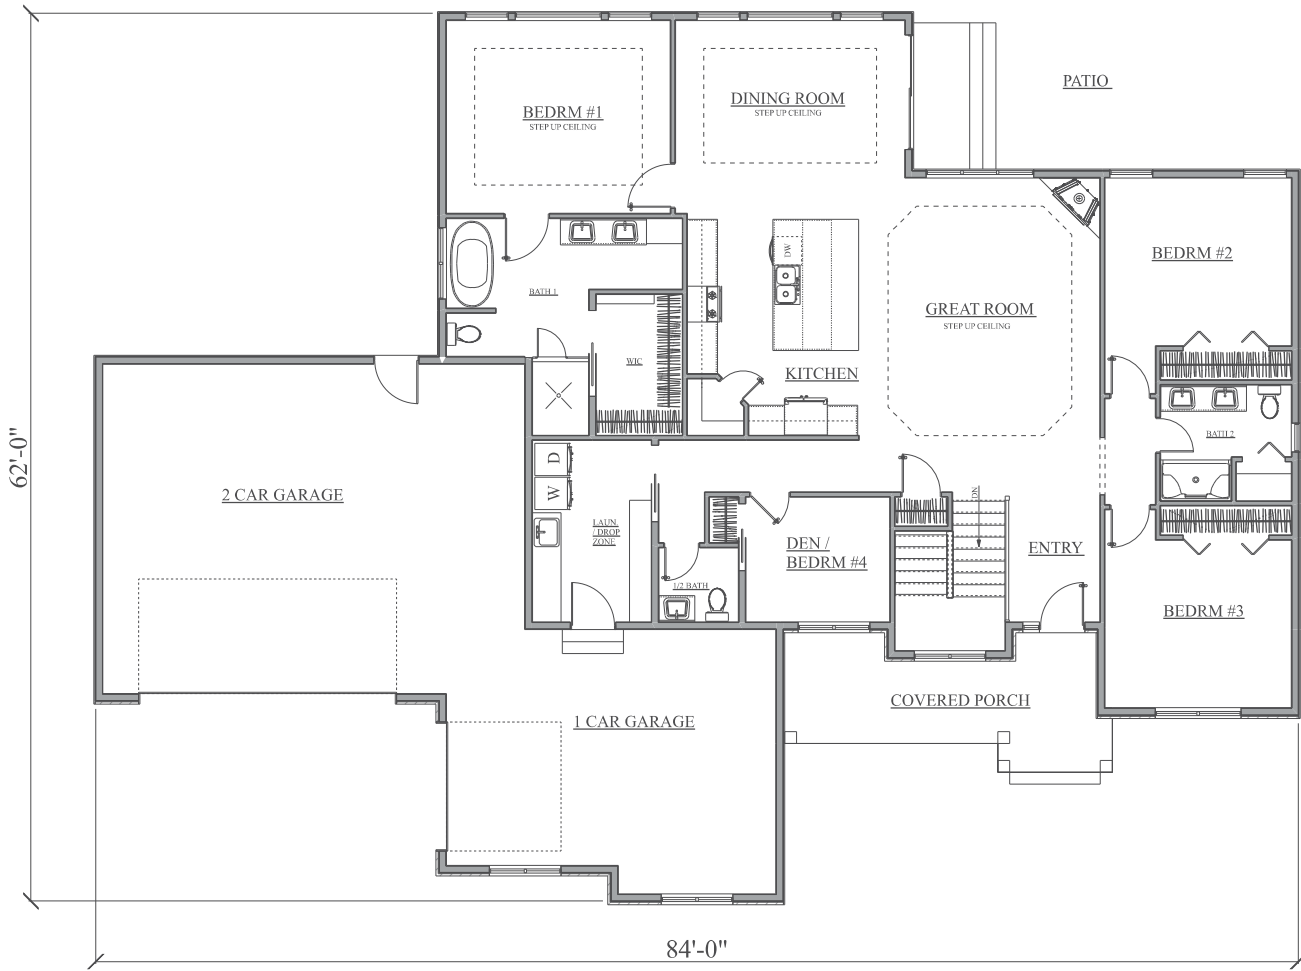 PATIO
DINING ROOM
STEP UP CEILING
BEDRM #1
STEP UP CEILING
DW
BEDRM #2
BATH 1
GREAT ROOM
STEP UP CEILING
WIC
KITCHEN
BATH 2
62'-0"
D
W
2 CAR GARAGE
DN
LAUN.
/ DROP
ZONE
DEN /
BEDRM #4
ENTRY
1/2 BATH
BEDRM #3
COVERED PORCH
1 CAR GARAGE
84'-0"